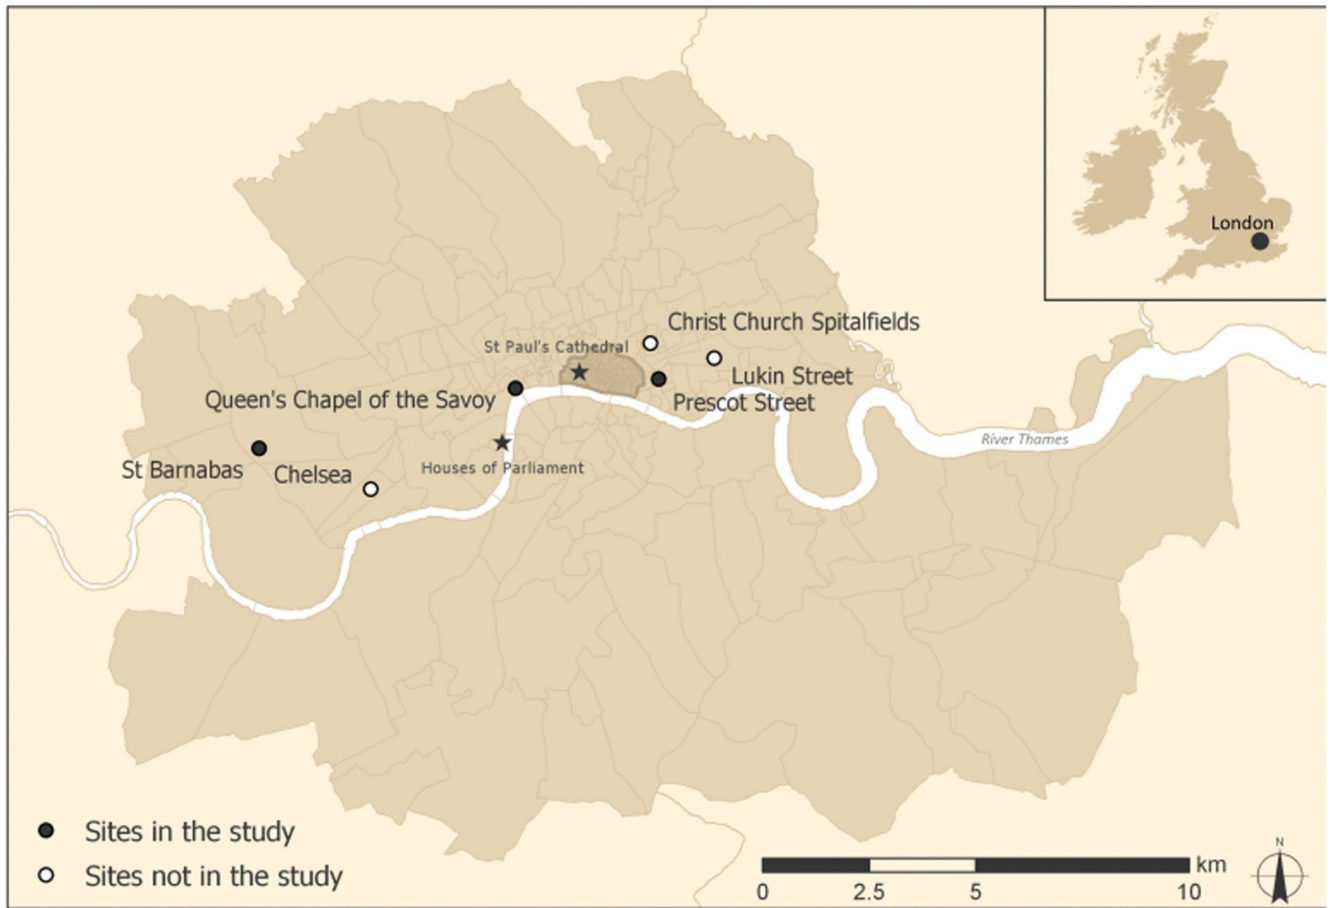 London
Christ Church Spitalfields
St Paul's Cathedral
Lukin Street
Queen's Chapel of the Savoy
Prescot Street
River Thames
St Barnabas
Chelsea
Houses of Parliament
Sites in the study
Sites not in the study
N
km
0 2.5 5 10